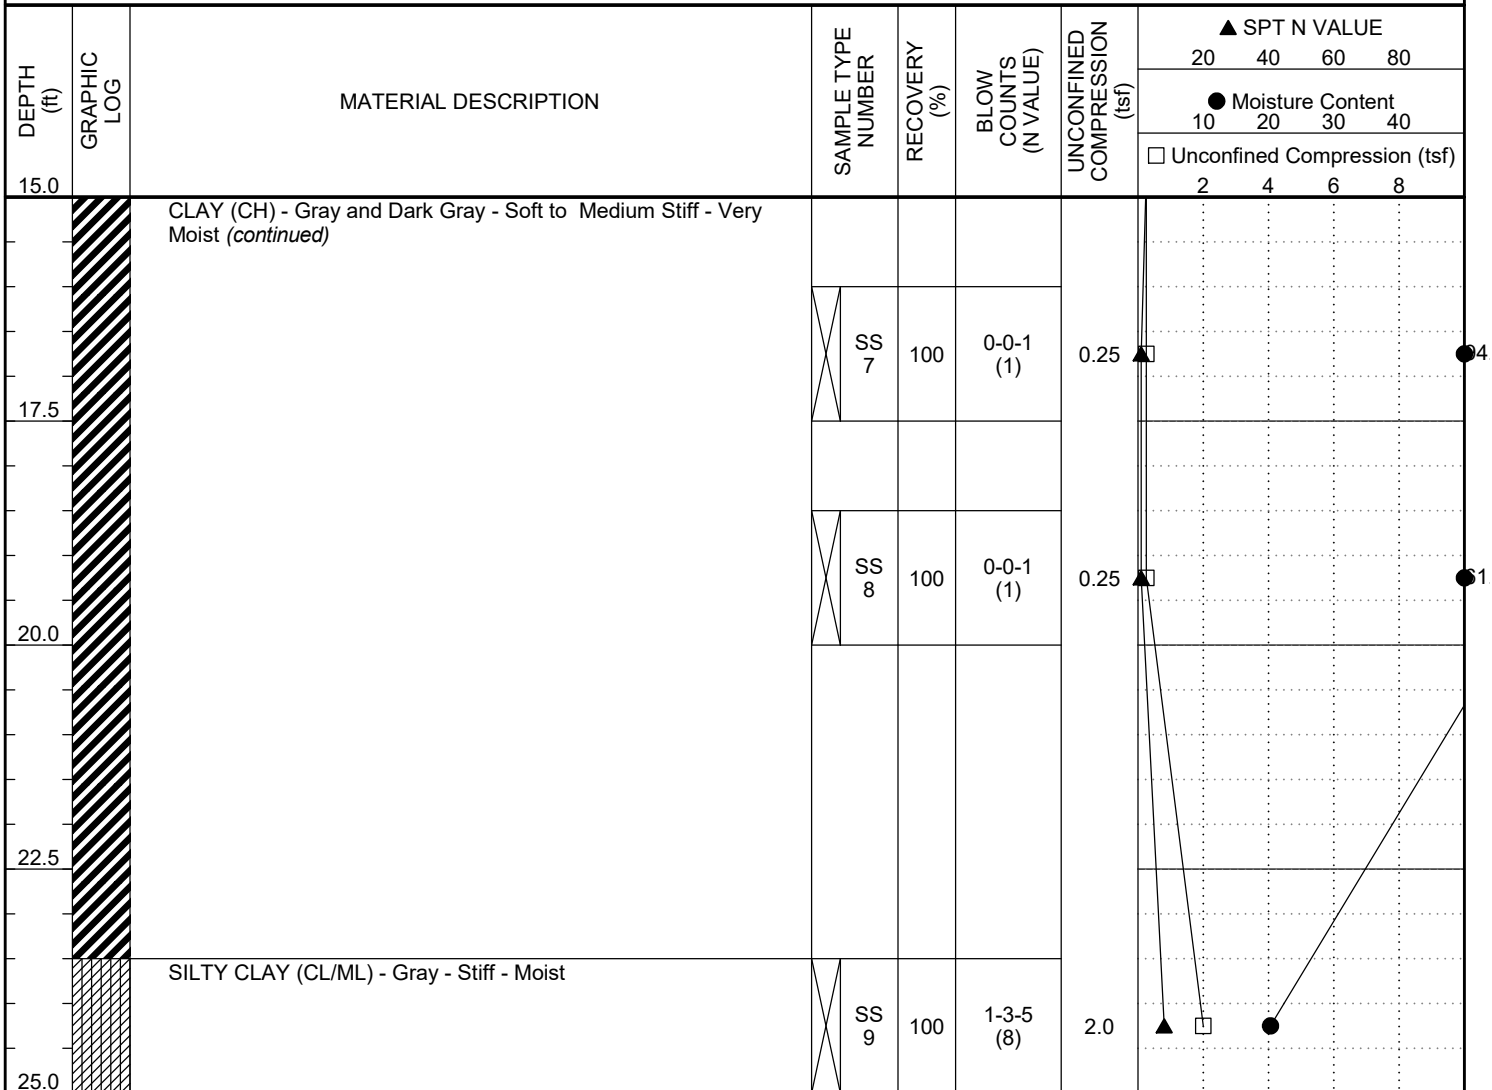 DEPTH
(ft)
GRAPHIC
LOG
MATERIAL DESCRIPTION
SAMPLE TYPE
NUMBER
RECOVERY
(%)
BLOW
COUNTS
(N VALUE)
UNCONFINED
COMPRESSION
(tsf)
▲ SPT N VALUE
20 40 60 80
● Moisture Content
10 20 30 40
□ Unconfined Compression (tsf)
2 4 6 8
15.0
CLAY (CH) - Gray and Dark Gray - Soft to Medium Stiff - Very
Moist (continued)
SS
7
100
0-0-1
(1)
0.25
17.5
SS
8
100
0-0-1
(1)
0.25
20.0
22.5
SILTY CLAY (CL/ML) - Gray - Stiff - Moist
SS
9
100
1-3-5
(8)
2.0
25.0